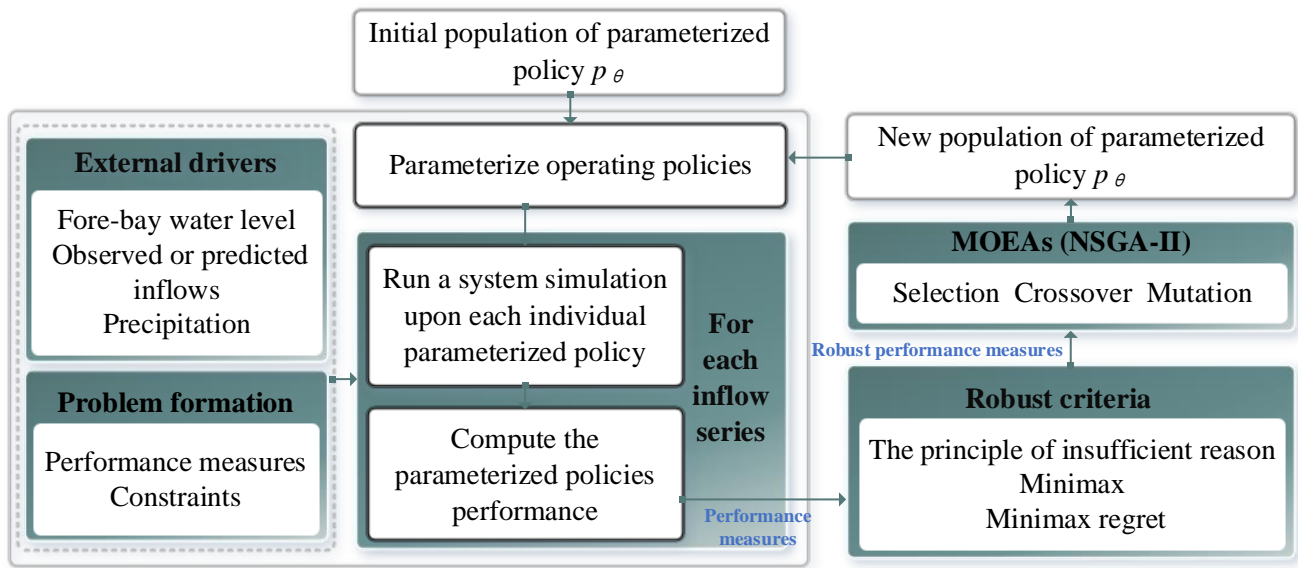 Initial population of parameterized
policy p θ
External drivers
Fore-bay water level
Observed or predicted
inflows
Precipitation
Problem formation
Performance measures
Constraints
Parameterize operating policies
Run a system simulation
upon each individual
parameterized policy
Compute the
parameterized policies
performance
For
each
inflow
series
Performance
measures
New population of parameterized
policy p θ
MOEAs (NSGA-II)
Selection Crossover Mutation
Robust performance measures
Robust criteria
The principle of insufficient reason
Minimax
Minimax regret